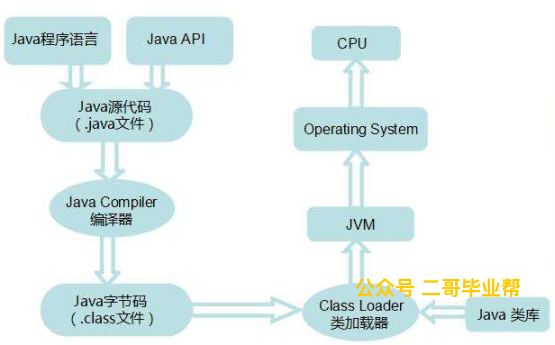 Java程序语言
Java API
Java源代码
（.java文件）
Java Compiler
编译器
Java字节码
（.class文件）
CPU
Operating System
JVM
公众号 二哥毕业帮
Class Loader
类加载器
Java 类库